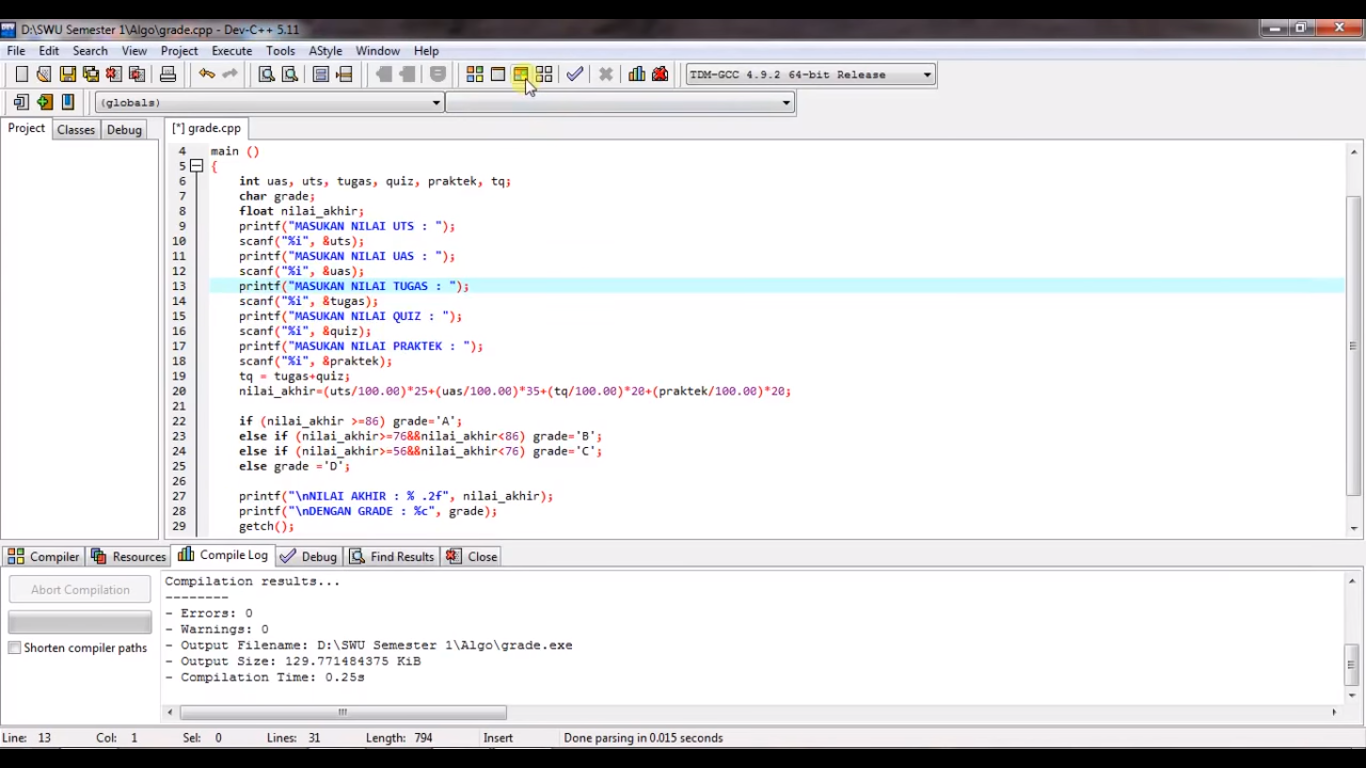 D:\SWU Semester 1\Algo\grade.cpp - Dev-C++ 5.11
File Edit Search View Project Execute Tools AStyle Window Help
TDM-GCC 4.9.2 64-bit Release
(globals)
Project Classes Debug [*] grade.cpp
4 main ()
5 {
6 int uas, uts, tugas, quiz, praktek, tq;
7 char grade;
8 float nilai_akhir;
9 printf("MASUKAN NILAI UTS : ");
10 scanf("%i", &uts);
11 printf("MASUKAN NILAI UAS : ");
12 scanf("%i", &uas);
13 printf("MASUKAN NILAI TUGAS : ");
14 scanf("%i", &tugas);
15 printf("MASUKAN NILAI QUIZ : ");
16 scanf("%i", &quiz);
17 printf("MASUKAN NILAI PRAKTEK : ");
18 scanf("%i", &praktek);
19 tq = tugas+quiz;
20 nilai_akhir=(uts/100.00)*25+(uas/100.00)*35+(tq/100.00)*20+(praktek/100.00)*20;
21
22 if (nilai_akhir >=86) grade='A';
23 else if (nilai_akhir>=76&&nilai_akhir<86) grade='B';
24 else if (nilai_akhir>=56&&nilai_akhir<76) grade='C';
25 else grade ='D';
26
27 printf("\nNILAI AKHIR : % .2f", nilai_akhir);
28 printf("\nDENGAN GRADE : %c", grade);
29 getch();
Compiler Resources Compile Log Debug Find Results Close
Abort Compilation
Shorten compiler paths
Compilation results...
--------
- Errors: 0
- Warnings: 0
- Output Filename: D:\SWU Semester 1\Algo\grade.exe
- Output Size: 129.771484375 KiB
- Compilation Time: 0.25s
Line: 13 Col: 1 Sel: 0 Lines: 31 Length: 794 Insert Done parsing in 0.015 seconds